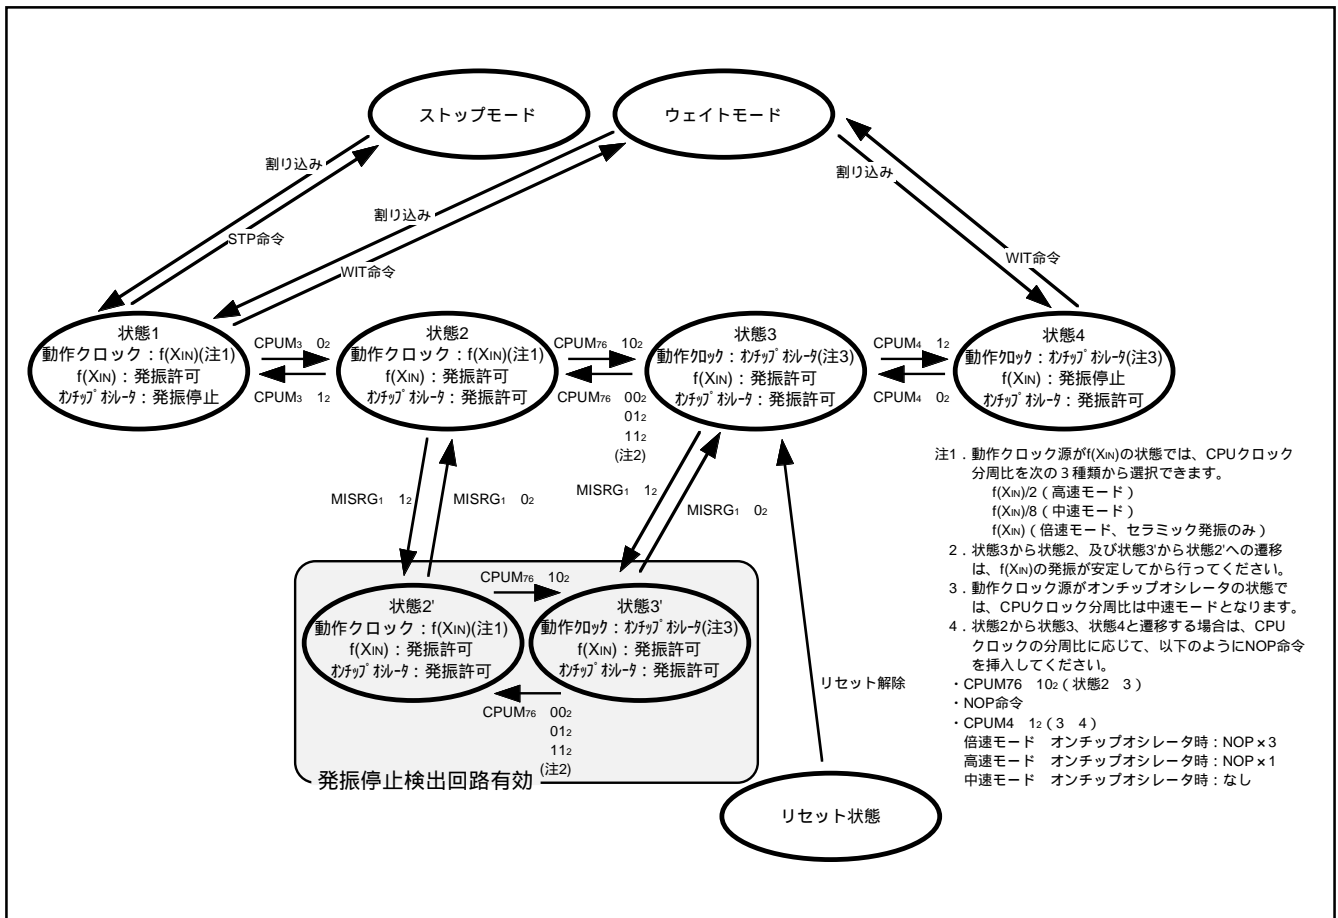 ストップモード
ウェイトモード
割り込み
割り込み
割り込み
STP命令
WIT命令
WIT命令
状態1
動作クロック：f(XIN)(注1)
f(XIN)：発振許可
オンチップオシレータ：発振停止
CPUM3 02
CPUM3 12
状態2
動作クロック：f(XIN)(注1)
f(XIN)：発振許可
オンチップオシレータ：発振許可
CPUM76 102
CPUM76 002
012
112
(注2)
状態3
動作クロック：オンチップオシレータ(注3)
f(XIN)：発振許可
オンチップオシレータ：発振許可
CPUM4 12
CPUM4 02
状態4
動作クロック：オンチップオシレータ(注3)
f(XIN)：発振停止
オンチップオシレータ：発振許可
MISRG1 12
MISRG1 02
MISRG1 12
MISRG1 02
状態2'
動作クロック：f(XIN)(注1)
f(XIN)：発振許可
オンチップオシレータ：発振許可
CPUM76 102
CPUM76 002
012
112
(注2)
状態3'
動作クロック：オンチップオシレータ(注3)
f(XIN)：発振許可
オンチップオシレータ：発振許可
発振停止検出回路有効
リセット解除
リセット状態
注1．動作クロック源がf(XIN)の状態では、CPUクロック
分周比を次の３種類から選択できます。
f(XIN)/2（高速モード）
f(XIN)/8（中速モード）
f(XIN)（倍速モード、セラミック発振のみ）
2．状態3から状態2、及び状態3'から状態2'への遷移
は、f(XIN)の発振が安定してから行ってください。
3．動作クロック源がオンチップオシレータの状態で
は、CPUクロック分周比は中速モードとなります。
4．状態2から状態3、状態4と遷移する場合は、CPU
クロックの分周比に応じて、以下のようにNOP命令
を挿入してください。
・CPUM76 102（状態2 3）
・NOP命令
・CPUM4 12（3 4）
倍速モード オンチップオシレータ時：NOP×3
高速モード オンチップオシレータ時：NOP×1
中速モード オンチップオシレータ時：なし